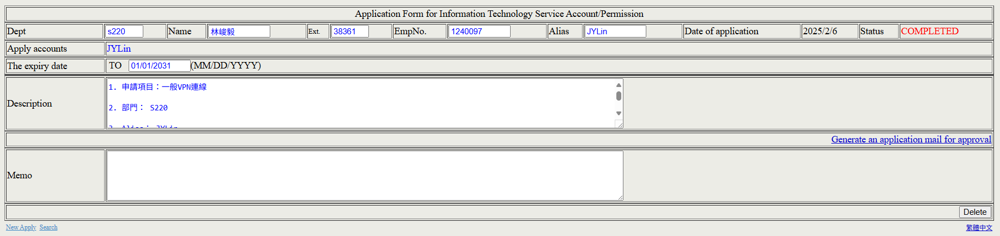 Application Form for Information Technology Service Account/Permission
Dept s220 Name 林峻毅 Ext. 38361 EmpNo. 1240097 Alias JYLin Date of application 2025/2/6 Status COMPLETED
Apply accounts JYLin
The expiry date TO 01/01/2031 (MM/DD/YYYY)
Description
1. 申請項目：一般VPN連線
2. 部門： S220
3. Alias： JYLin
Generate an application mail for approval
Memo
Delete
New Apply Search 繁體中文